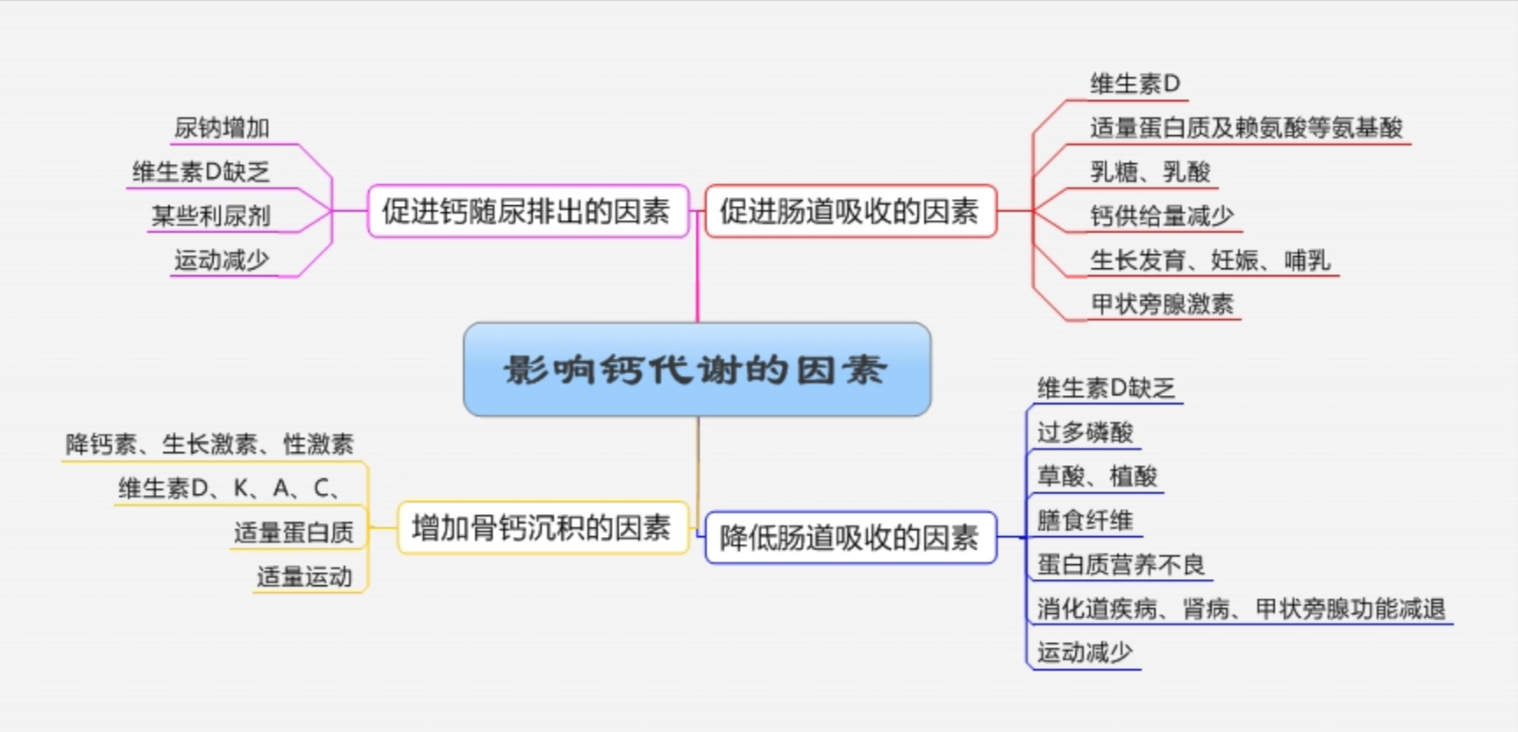 影响钙代谢的因素
促进肠道吸收的因素
维生素D
适量蛋白质及赖氨酸等氨基酸
乳糖、乳酸
钙供给量减少
生长发育、妊娠、哺乳
甲状旁腺激素
降低肠道吸收的因素
维生素D缺乏
过多磷酸
草酸、植酸
膳食纤维
蛋白质营养不良
消化道疾病、肾病、甲状旁腺功能减退
运动减少
增加骨钙沉积的因素
降钙素、生长激素、性激素
维生素D、K、A、C、
适量蛋白质
适量运动
促进钙随尿排出的因素
尿钠增加
维生素D缺乏
某些利尿剂
运动减少